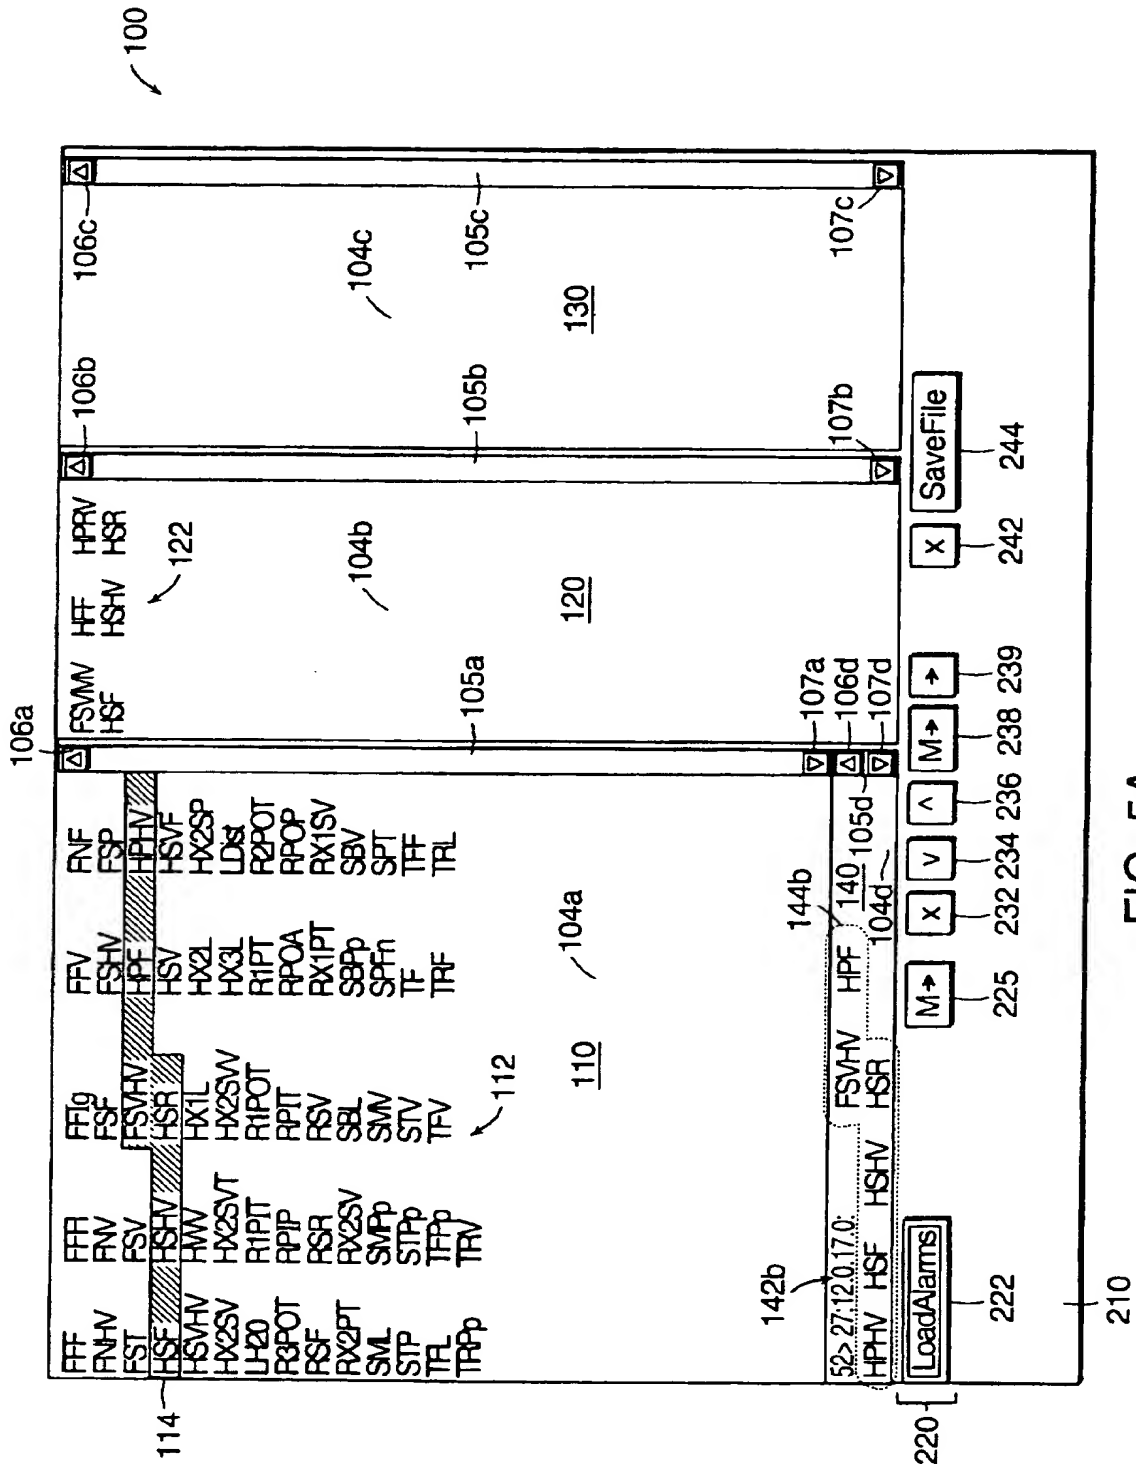 100
106a
106b
106c
FFF FFR FFIg FFV FNF
FNHV FNV FSF FSHV FSP
FST FSV FSVHV HPF HPHV
HSF HSHV HSR HSV HSVF
HSVHV HVW HX1L HX2L HX2SP
HX2SV HX2SVT HX2SVV HX3L LDist
LH20 R1PIT R1POT R1PT R2POT
R3POT RPIP RPIT RPOA RPOP
RSF RSR RSV RX1PT RX1SV
RX2PT RX2SV SBL SBPp SBV
SML SMPp SMV SPFn SPT
STP STPp STV TF TFF
TFL TFPp TFV TRF TRL
TRPp TRV
114
112
110
104a
105a
FSVMV HFF HPRV
HSF HSHV HSR
122
104b
105b
120
104c
105c
130
142b
144b
107a
106d
107d
107b
107c
52> 27:12.0.17.0: FSVHV HPF
HPHV HSF HSHV HSR
140
105d
104d
220
LoadAlarms
M→
X
V
^
M→
→
X
SaveFile
222
225
232
234
236
238
239
242
244
210